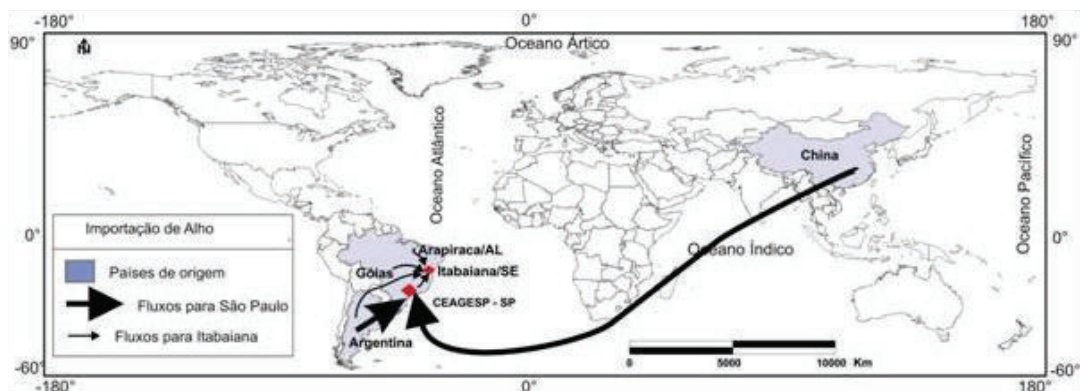 -180° 0° 180°
90° 90°
Oceano Ártico
Oceano Atlântico
China
Oceano Pacífico
Importação de Alho
0° 0°
Oceano Índico
Arapiraca/AL
Góias
Itabaiana/SE
Países de origem
CEAGESP - SP
Fluxos para São Paulo
Fluxos para Itabaiana
Argentina
0 5000 10000 Km
-60° -60°
-180° 0° 180°